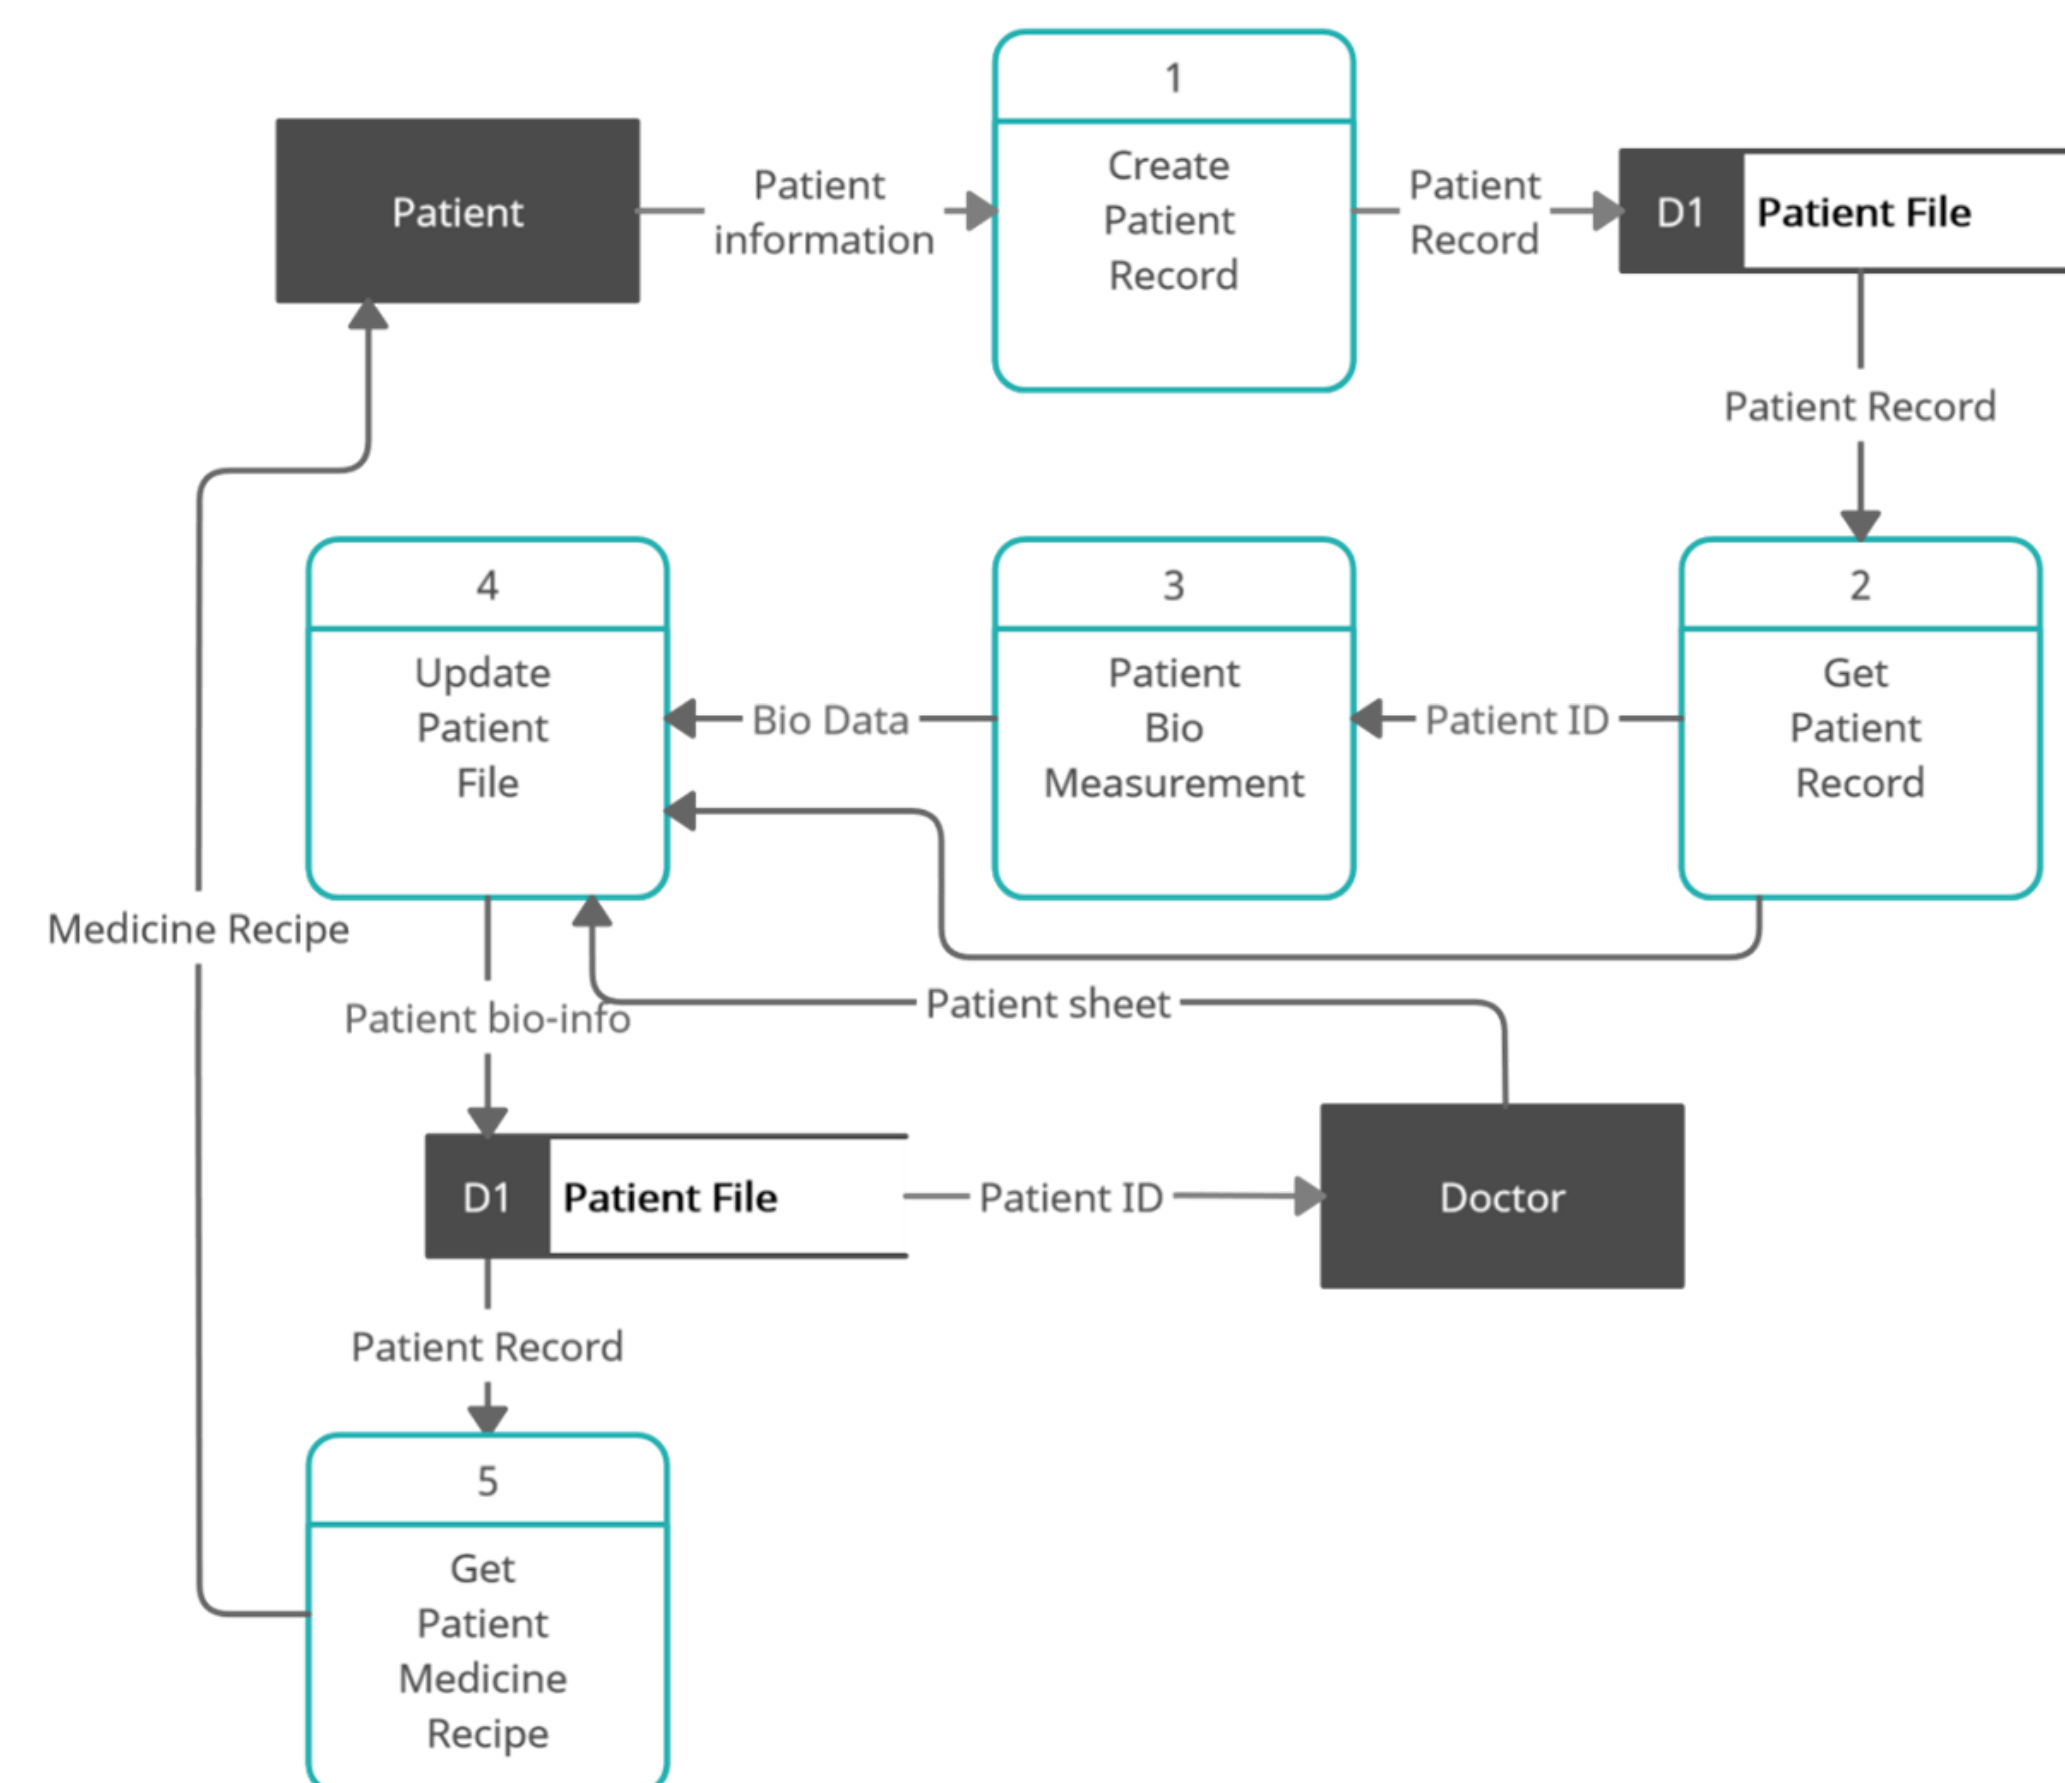 1
Patient
Patient
information
Create
Patient
Record
Patient
Record
D1
Patient File
Patient Record
4
Update
Patient
File
Bio Data
3
Patient
Bio
Measurement
Patient ID
2
Get
Patient
Record
Medicine Recipe
Patient bio-info
Patient sheet
D1
Patient File
Patient ID
Doctor
Patient Record
5
Get
Patient
Medicine
Recipe